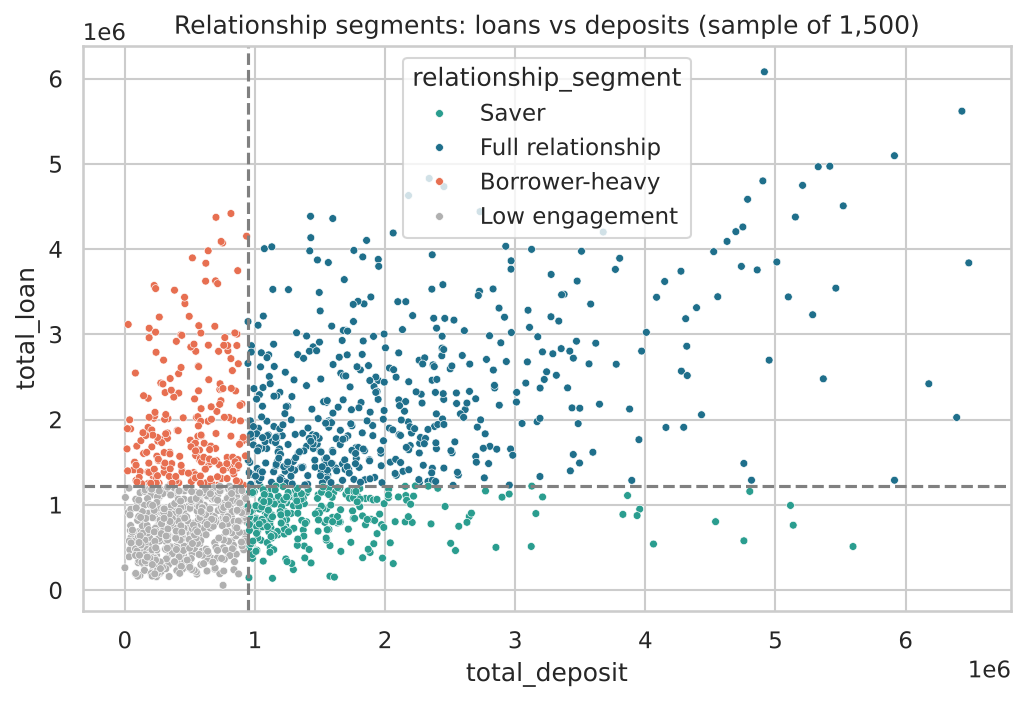 Relationship segments: loans vs deposits (sample of 1,500)
1e6
relationship_segment
Saver
Full relationship
Borrower-heavy
Low engagement
6
5
4
3
2
1
0
total_loan
0 1 2 3 4 5 6
total_deposit
1e6